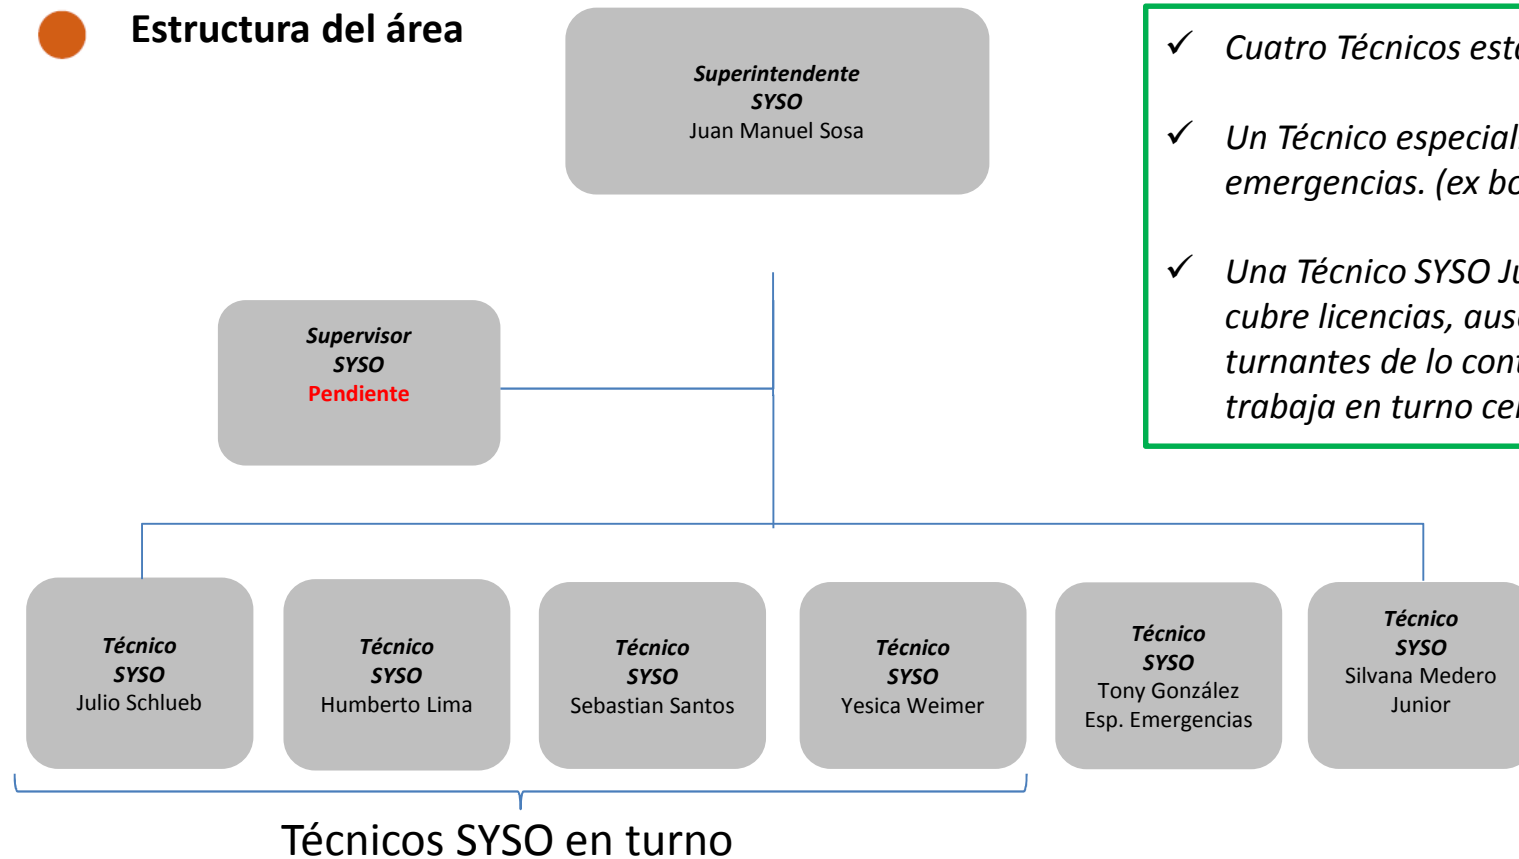 Estructura del área
Superintendente
SYSO
Juan Manuel Sosa
✓ Cuatro Técnicos
✓ Un Técnico
emergencias. (ex
✓ Una Técnico SYSO
cubre licencias,
turnantes de lo
trabaja en turno
Supervisor
SYSO
Pendiente
Técnico
SYSO
Julio Schlueb
Técnico
SYSO
Humberto Lima
Técnico
SYSO
Sebastian Santos
Técnico
SYSO
Yesica Weimer
Técnico
SYSO
Tony González
Esp. Emergencias
Técnico
SYSO
Silvana Medero
Junior
Técnicos SYSO en turno